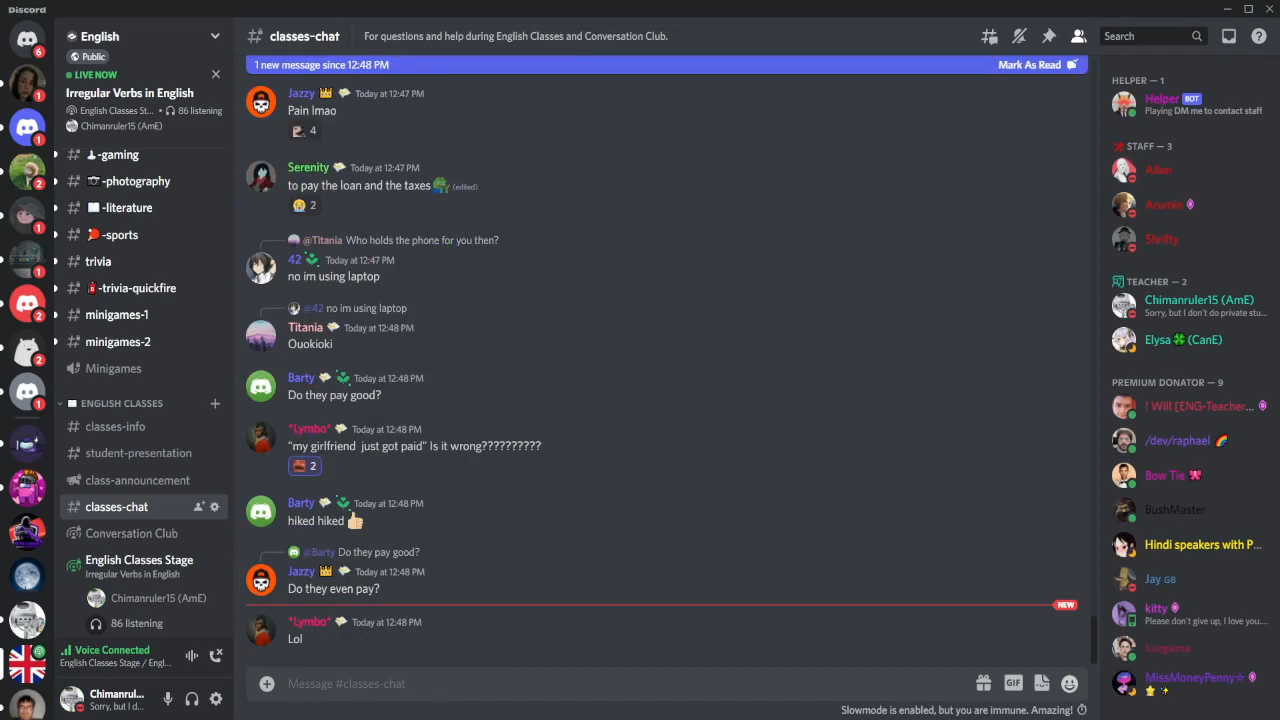 Discord
English
Public
LIVE NOW
Irregular Verbs in English
English Classes St... • 86 listening
Chimanruler15 (AmE)
-gaming
-photography
-literature
-sports
trivia
-trivia-quickfire
minigames-1
minigames-2
Minigames
ENGLISH CLASSES
classes-info
student-presentation
class-announcement
classes-chat
Conversation Club
English Classes Stage
Irregular Verbs in English
Chimanruler15 (AmE)
86 listening
Voice Connected
English Classes Stage / Engl...
Chimanrul...
Sorry, but I d...
6
1
1
2
1
1
2
2
1
classes-chat
For questions and help during English Classes and Conversation Club.
Search
1 new message since 12:48 PM
Mark As Read
Jazzy Today at 12:47 PM
Pain lmao
4
Serenity Today at 12:47 PM
to pay the loan and the taxes (edited)
2
@Titania Who holds the phone for you then?
42 Today at 12:47 PM
no im using laptop
@42 no im using laptop
Titania Today at 12:48 PM
Ouokioki
Barty Today at 12:48 PM
Do they pay good?
*Lymbo* Today at 12:48 PM
"my girlfriend just got paid" Is it wrong??????????
2
Barty Today at 12:48 PM
hiked hiked
@Barty Do they pay good?
Jazzy Today at 12:48 PM
Do they even pay?
NEW
*Lymbo* Today at 12:48 PM
Lol
Message #classes-chat
GIF
Slowmode is enabled, but you are immune. Amazing!
HELPER — 1
Helper BOT
Playing DM me to contact staff
STAFF — 3
Allen
Arumin
Shrifty
TEACHER — 2
Chimanruler15 (AmE)
Sorry, but I don't do private stu...
Elysa (CanE)
PREMIUM DONATOR — 9
! Will [ENG-Teacher...
/dev/raphael
Bow Tie
BushMaster
Hindi speakers with P...
Jay GB
kitty
Please don't give up, I love you....
luizgama
MissMoneyPenny☆